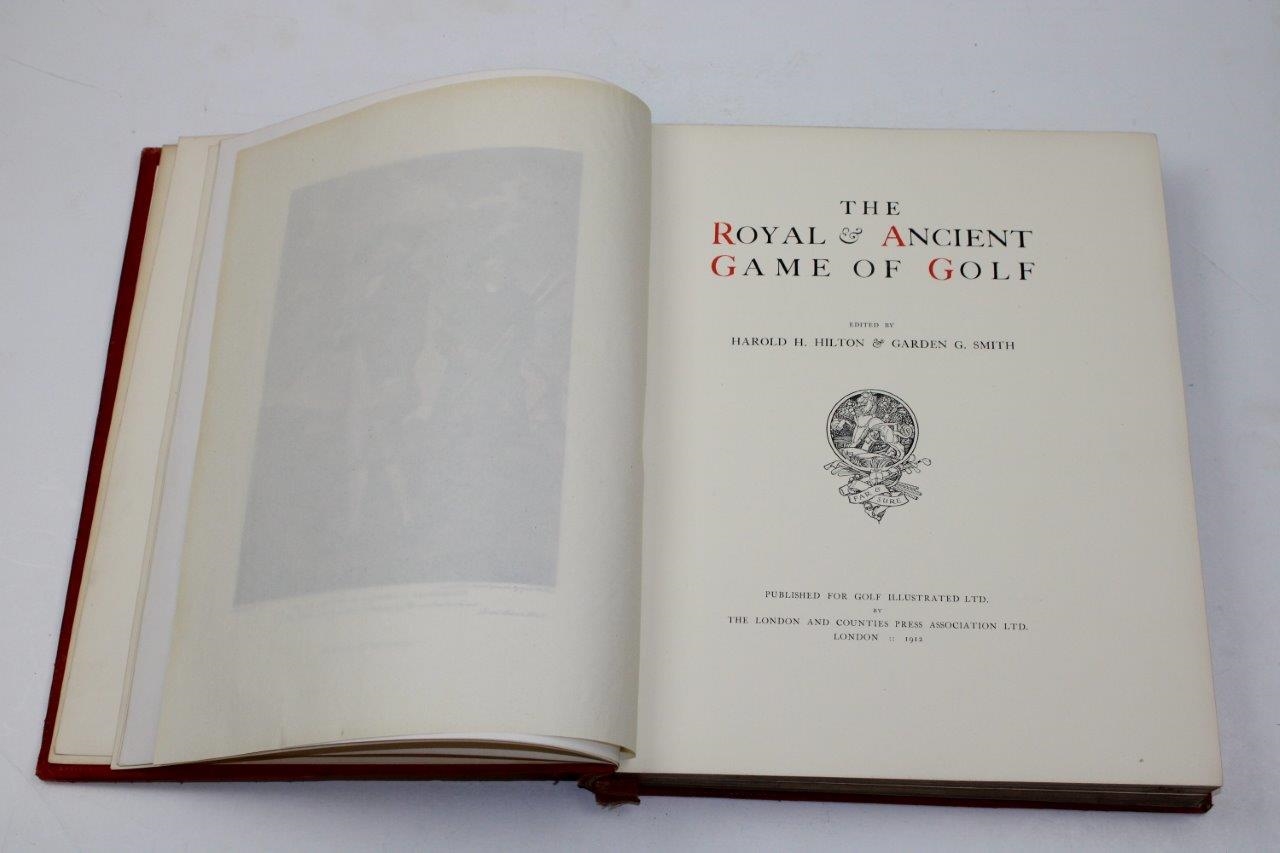 THE
ROYAL & ANCIENT
GAME OF GOLF
EDITED BY
HAROLD H. HILTON & GARDEN G. SMITH
FAR & SURE
PUBLISHED FOR GOLF ILLUSTRATED LTD.
BY
THE LONDON AND COUNTIES PRESS ASSOCIATION LTD.
LONDON :: 1912